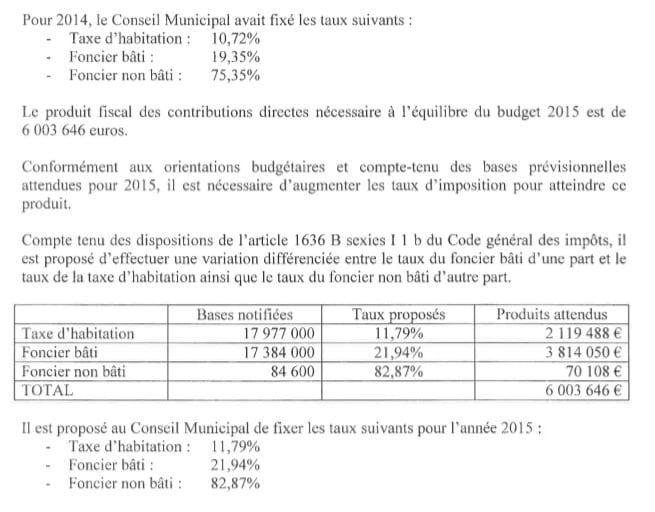 Pour 2014, le Conseil Municipal avait fixé les taux suivants :
- Taxe d'habitation : 10,72%
- Foncier bâti : 19,35%
- Foncier non bâti : 75,35%
Le produit fiscal des contributions directes nécessaire à l'équilibre du budget 2015 est de
6 003 646 euros.
Conformément aux orientations budgétaires et compte-tenu des bases prévisionnelles
attendues pour 2015, il est nécessaire d'augmenter les taux d'imposition pour atteindre ce
produit.
Compte tenu des dispositions de l'article 1636 B sexies I 1 b du Code général des impôts, il
est proposé d'effectuer une variation différenciée entre le taux du foncier bâti d'une part et le
taux de la taxe d'habitation ainsi que le taux du foncier non bâti d'autre part.
Bases notifiées Taux proposés Produits attendus
Taxe d'habitation 17 977 000 11,79% 2 119 488 €
Foncier bâti 17 384 000 21,94% 3 814 050 €
Foncier non bâti 84 600 82,87% 70 108 €
TOTAL 6 003 646 €
Il est proposé au Conseil Municipal de fixer les taux suivants pour l'année 2015 :
- Taxe d'habitation : 11,79%
- Foncier bâti : 21,94%
- Foncier non bâti : 82,87%